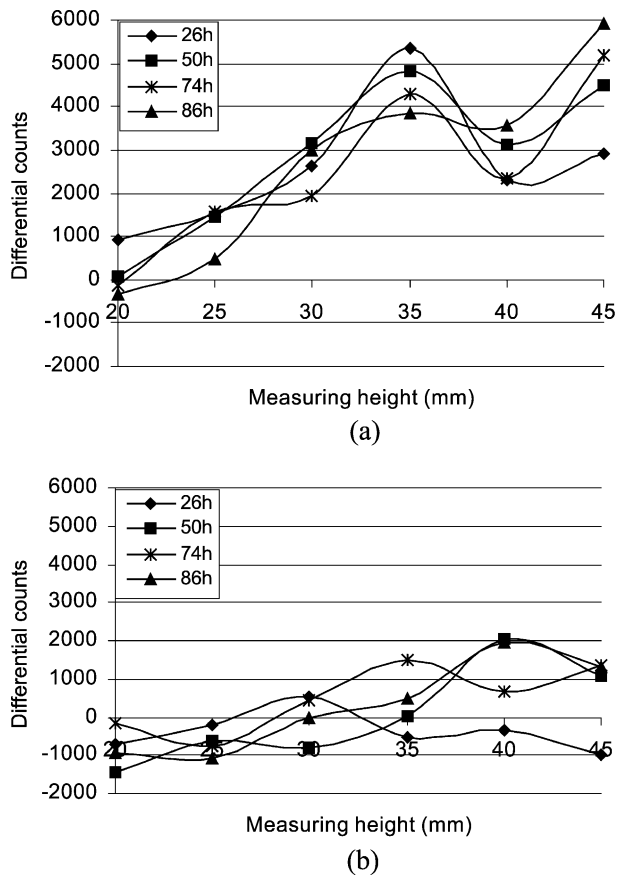 6000
5000
4000
3000
2000
1000
0
-1000
-2000
26h
50h
74h
86h
20 25 30 35 40 45
Differential counts
Measuring height (mm)
(a)
6000
5000
4000
3000
2000
1000
0
-1000
-2000
26h
50h
74h
86h
20 25 30 35 40 45
Differential counts
Measuring height (mm)
(b)